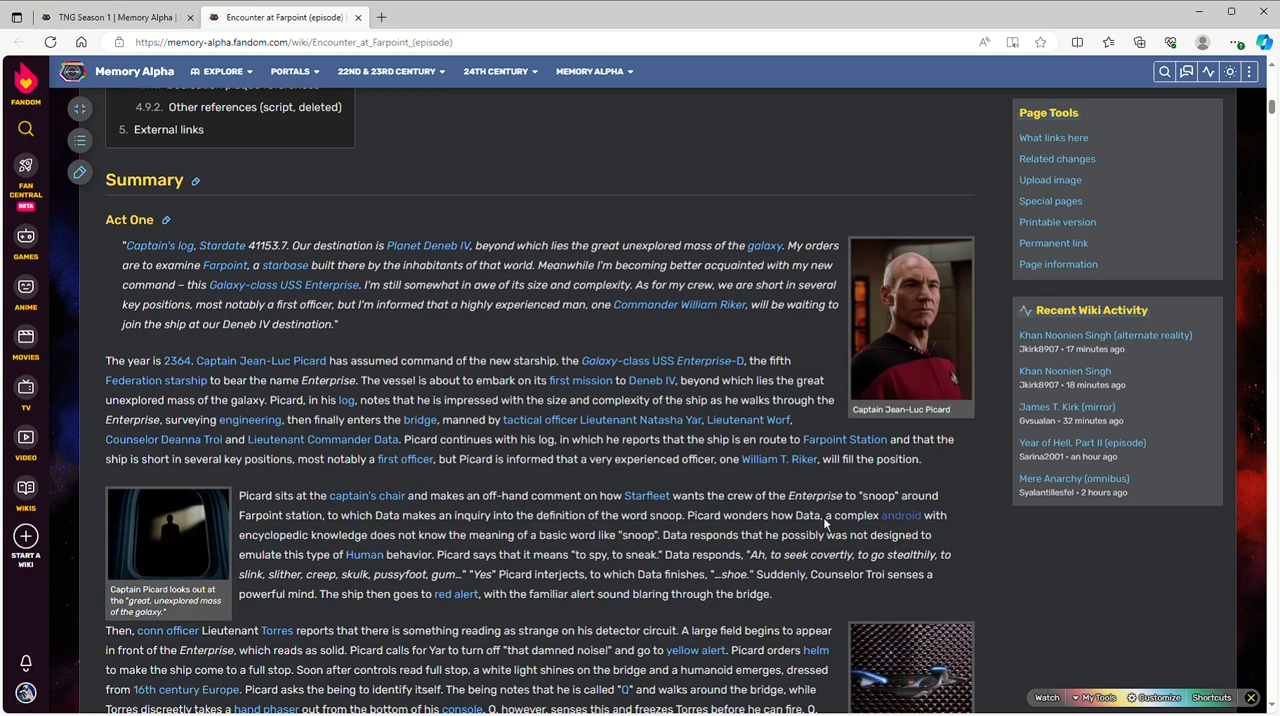 TNG Season 1 | Memory Alpha |
Encounter at Farpoint (episode) |
https://memory-alpha.fandom.com/wiki/Encounter_at_Farpoint_(episode)
FANDOM
Memory Alpha
EXPLORE
PORTALS
22ND & 23RD CENTURY
24TH CENTURY
MEMORY ALPHA
FAN CENTRAL
BETA
GAMES
ANIME
MOVIES
TV
VIDEO
WIKIS
START A WIKI
4.9.2. Other references (script, deleted)
5. External links
Summary
Act One
"Captain's log, Stardate 41153.7. Our destination is Planet Deneb IV, beyond which lies the great unexplored mass of the galaxy. My orders
are to examine Farpoint, a starbase built there by the inhabitants of that world. Meanwhile I'm becoming better acquainted with my new
command – this Galaxy-class USS Enterprise. I'm still somewhat in awe of its size and complexity. As for my crew, we are short in several
key positions, most notably a first officer, but I'm informed that a highly experienced man, one Commander William Riker, will be waiting to
join the ship at our Deneb IV destination."
Captain Jean-Luc Picard
The year is 2364. Captain Jean-Luc Picard has assumed command of the new starship, the Galaxy-class USS Enterprise-D, the fifth
Federation starship to bear the name Enterprise. The vessel is about to embark on its first mission to Deneb IV, beyond which lies the great
unexplored mass of the galaxy. Picard, in his log, notes that he is impressed with the size and complexity of the ship as he walks through the
Enterprise, surveying engineering, then finally enters the bridge, manned by tactical officer Lieutenant Natasha Yar, Lieutenant Worf,
Counselor Deanna Troi and Lieutenant Commander Data. Picard continues with his log, in which he reports that the ship is en route to Farpoint Station and that the
ship is short in several key positions, most notably a first officer, but Picard is informed that a very experienced officer, one William T. Riker, will fill the position.
Captain Picard looks out at
the "great, unexplored mass
of the galaxy."
Picard sits at the captain's chair and makes an off-hand comment on how Starfleet wants the crew of the Enterprise to "snoop" around
Farpoint station, to which Data makes an inquiry into the definition of the word snoop. Picard wonders how Data, a complex android with
encyclopedic knowledge does not know the meaning of a basic word like "snoop". Data responds that he possibly was not designed to
emulate this type of Human behavior. Picard says that it means "to spy, to sneak." Data responds, "Ah, to seek covertly, to go stealthily, to
slink, slither, creep, skulk, pussyfoot, gum..." "Yes" Picard interjects, to which Data finishes, "...shoe." Suddenly, Counselor Troi senses a
powerful mind. The ship then goes to red alert, with the familiar alert sound blaring through the bridge.
Then, conn officer Lieutenant Torres reports that there is something reading as strange on his detector circuit. A large field begins to appear
in front of the Enterprise, which reads as solid. Picard calls for Yar to turn off "that damned noise!" and go to yellow alert. Picard orders helm
to make the ship come to a full stop. Soon after controls read full stop, a white light shines on the bridge and a humanoid emerges, dressed
from 16th century Europe. Picard asks the being to identify itself. The being notes that he is called "Q" and walks around the bridge, while
Torres discreetly takes a hand phaser out from the bottom of his console. Q, however, senses this and freezes Torres before he can fire. Q,
Page Tools
What links here
Related changes
Upload image
Special pages
Printable version
Permanent link
Page information
Recent Wiki Activity
Khan Noonien Singh (alternate reality)
Jkirk8907 • 17 minutes ago
Khan Noonien Singh
Jkirk8907 • 18 minutes ago
James T. Kirk (mirror)
Gvsualan • 32 minutes ago
Year of Hell, Part II (episode)
Sarina2001 • an hour ago
Mere Anarchy (omnibus)
Syalantillesfel • 2 hours ago
Watch
My Tools
Customize
Shortcuts